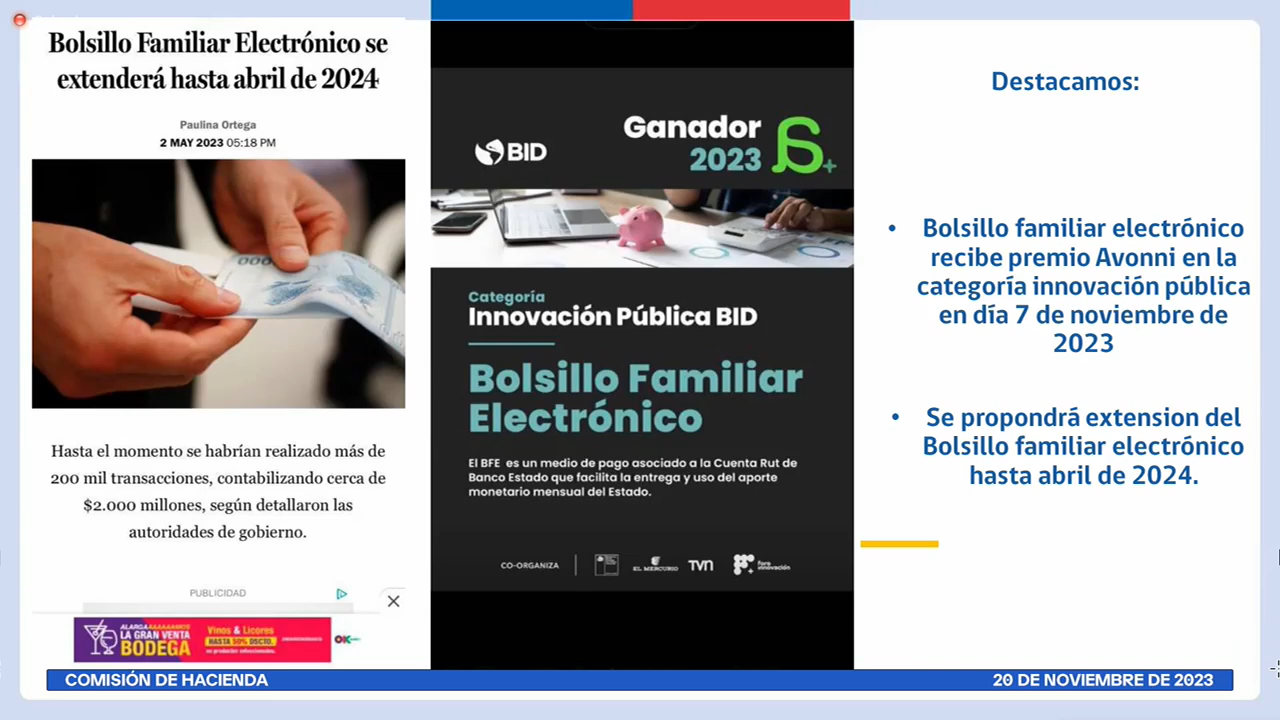 Bolsillo Familiar Electrónico se
extenderá hasta abril de 2024
Paulina Ortega
2 MAY 2023 05:18 PM
Hasta el momento se habrían realizado más de
200 mil transacciones, contabilizando cerca de
$2.000 millones, según detallaron las
autoridades de gobierno.
PUBLICIDAD
LA GRAN VENTA
BODEGA
Vinos & Licores
HASTA 50% DSCTO.
OK
BID
Ganador
2023
Categoría
Innovación Pública BID
Bolsillo Familiar
Electrónico
El BFE es un medio de pago asociado a la Cuenta Rut de
Banco Estado que facilita la entrega y uso del aporte
monetario mensual del Estado.
CO-ORGANIZA
EL MERCURIO
TVN
Foro
Innovación
Destacamos:
• Bolsillo familiar electrónico
recibe premio Avonni en la
categoría innovación pública
en día 7 de noviembre de
2023
• Se propondrá extension del
Bolsillo familiar electrónico
hasta abril de 2024.
COMISIÓN DE HACIENDA
20 DE NOVIEMBRE DE 2023